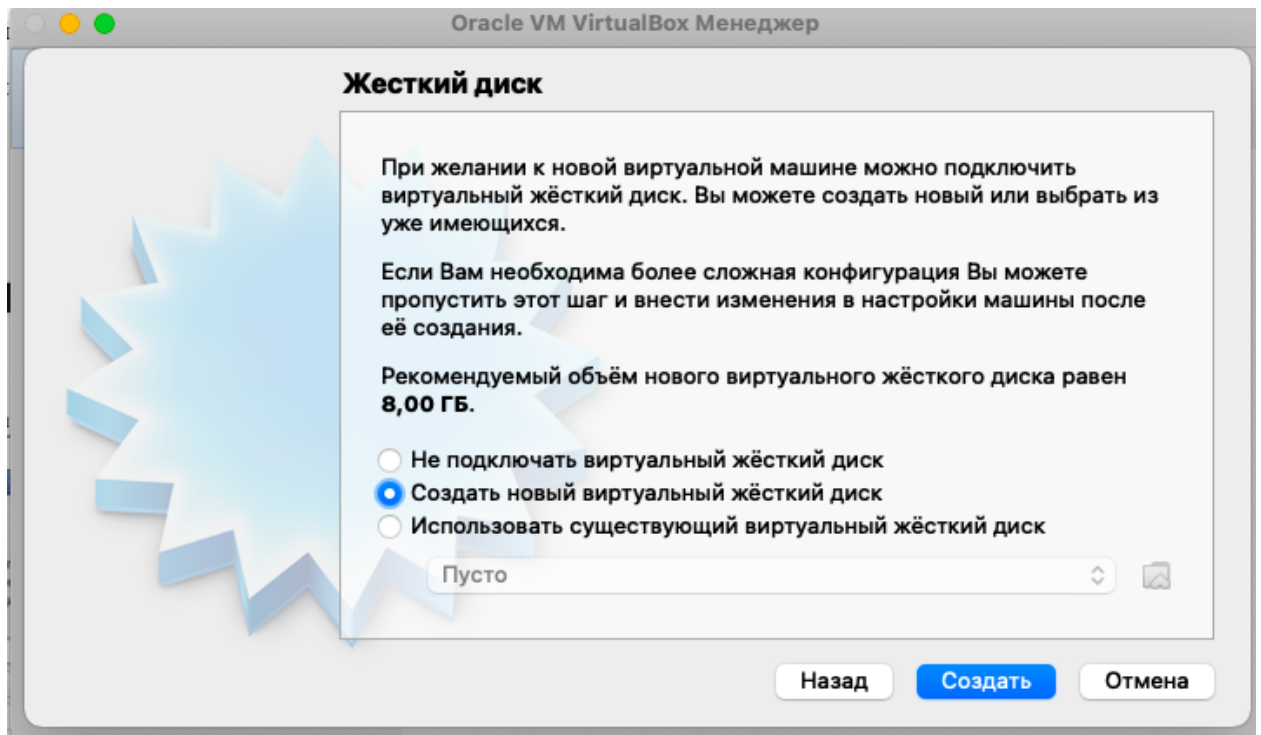 Oracle VM VirtualBox Менеджер
Жесткий диск
При желании к новой виртуальной машине можно подключить
виртуальный жёсткий диск. Вы можете создать новый или выбрать из
уже имеющихся.
Если Вам необходима более сложная конфигурация Вы можете
пропустить этот шаг и внести изменения в настройки машины после
её создания.
Рекомендуемый объём нового виртуального жёсткого диска равен
8,00 ГБ.
Не подключать виртуальный жёсткий диск
Создать новый виртуальный жёсткий диск
Использовать существующий виртуальный жёсткий диск
Пусто
Назад Создать Отмена